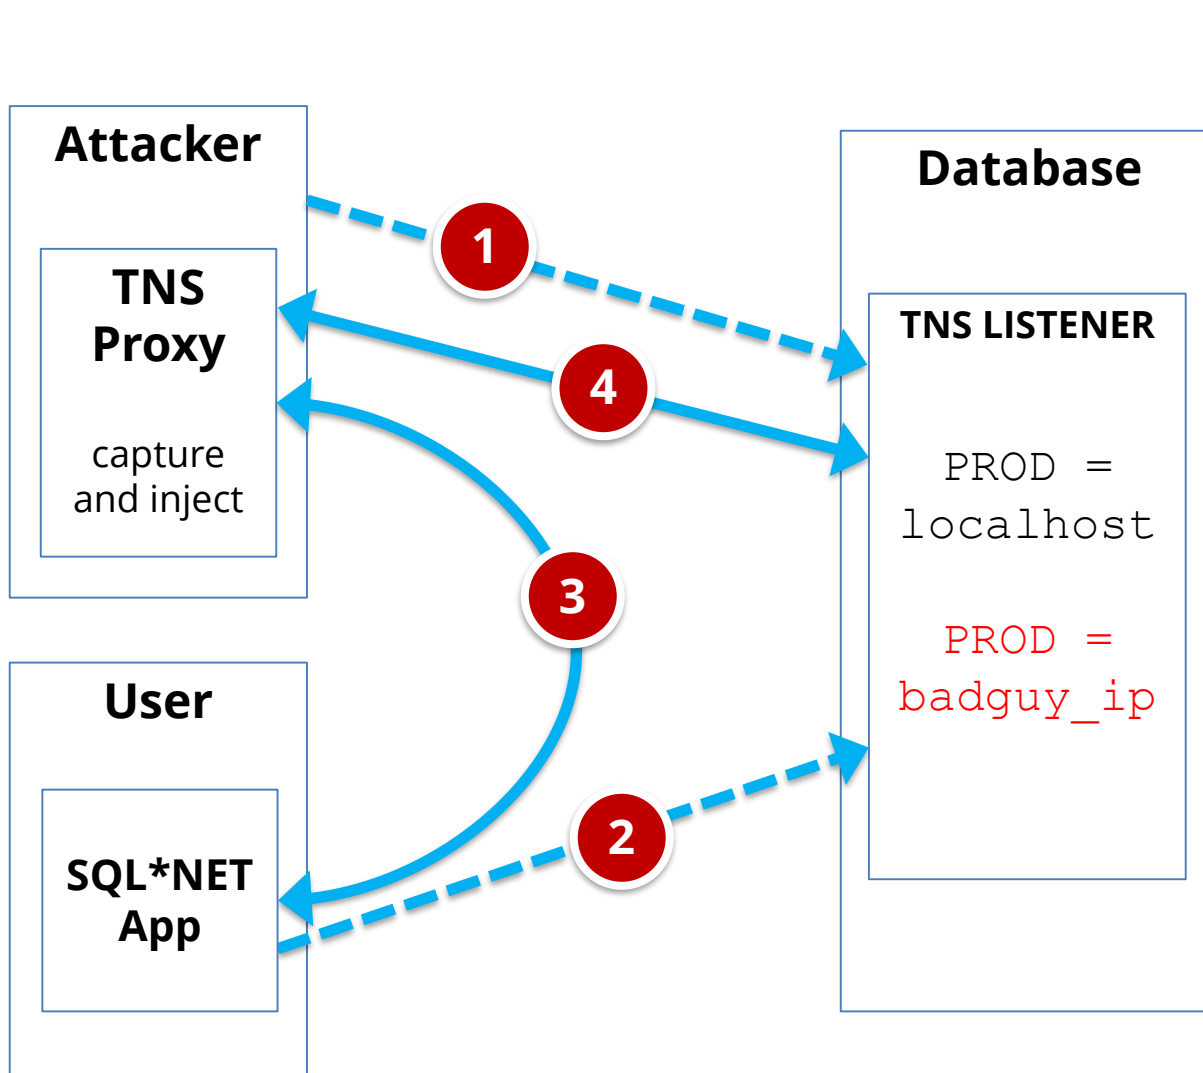 Attacker
TNS
Proxy
capture
and inject
User
SQL*NET
App
1
4
3
2
Database
TNS LISTENER
PROD =
localhost
PROD =
badguy_ip